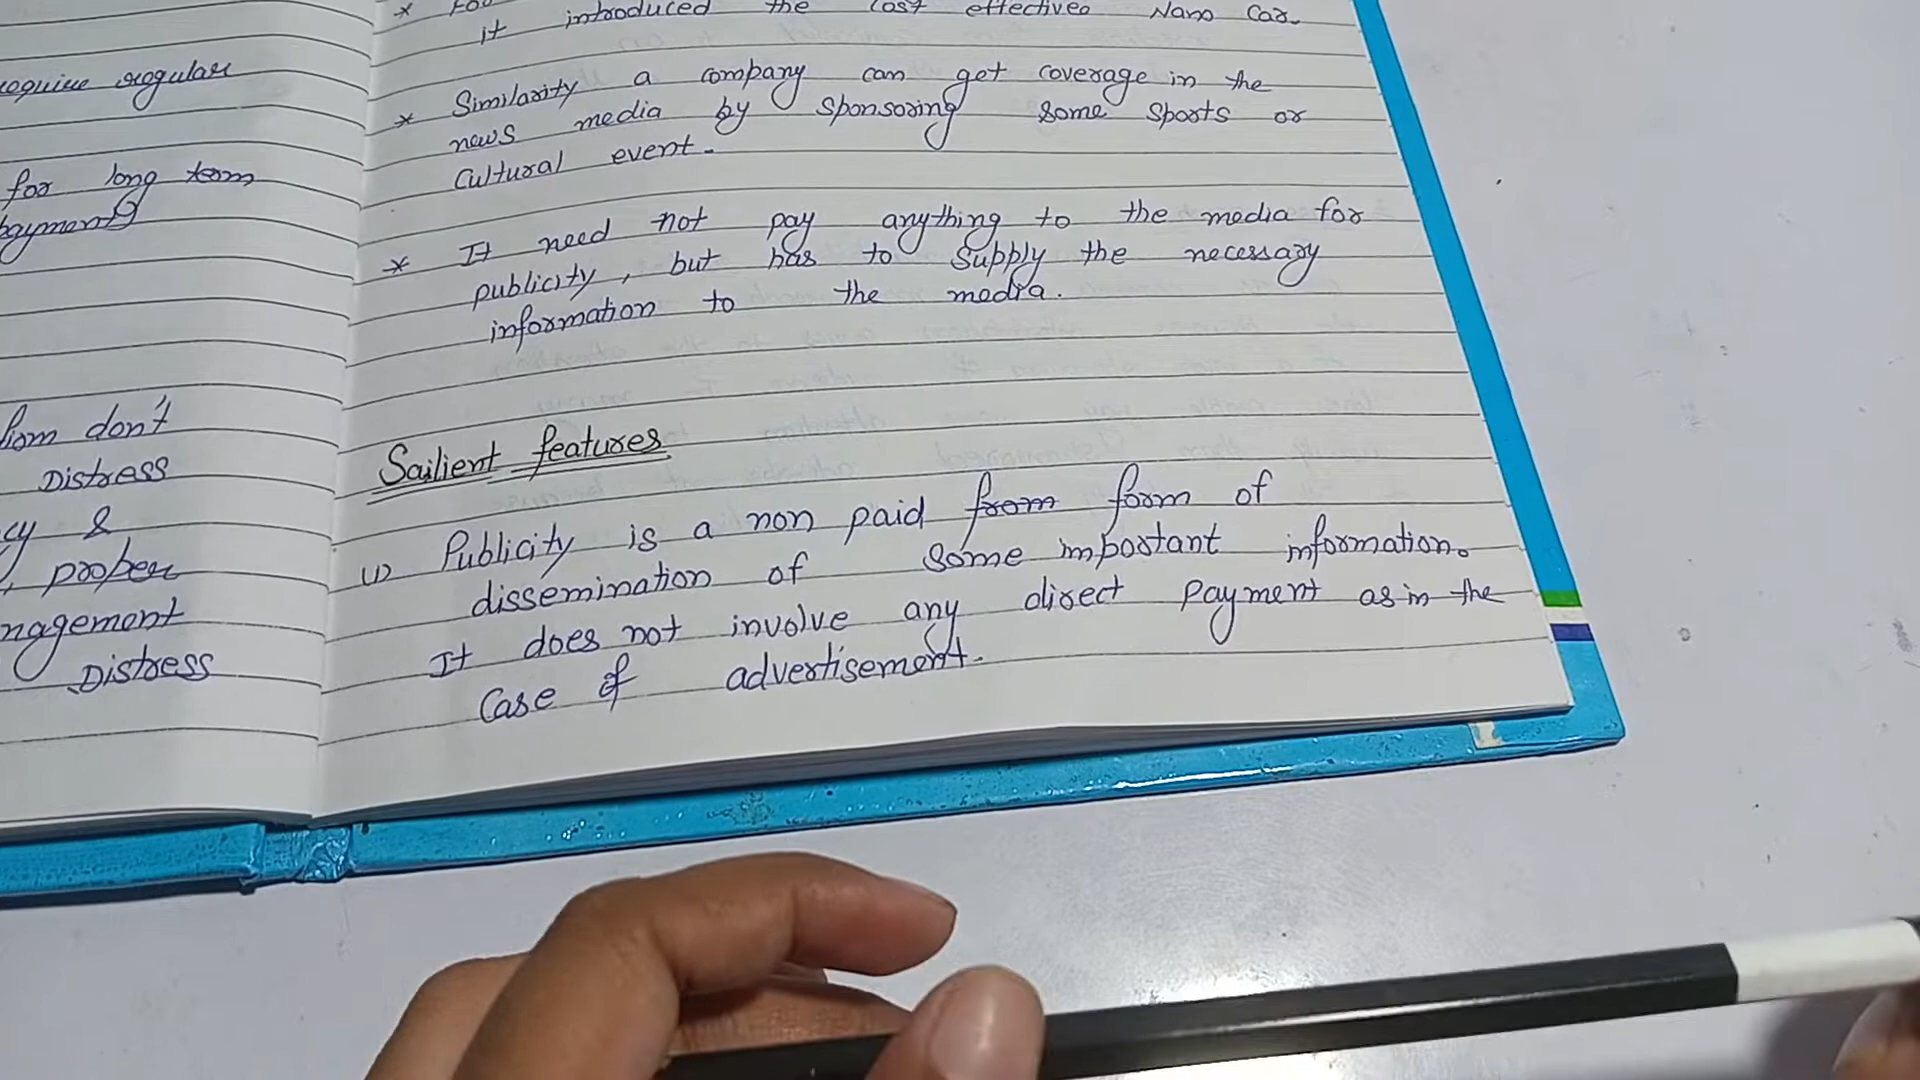 require regular
for long term
payments
firm don't
Distress
cy &
, proper
nagement
Distress
it introduced the cost effectivee Nano Car.
* Similarity a company can get coverage in the
news media by sponsoring some sports or
cultural event.
* It need not pay anything to the media for
publicity, but has to supply the necessary
information to the media.
Sailient features
(1) Publicity is a non paid from form of
dissemination of some important information.
It does not involve any direct payment as in the
case of advertisement.